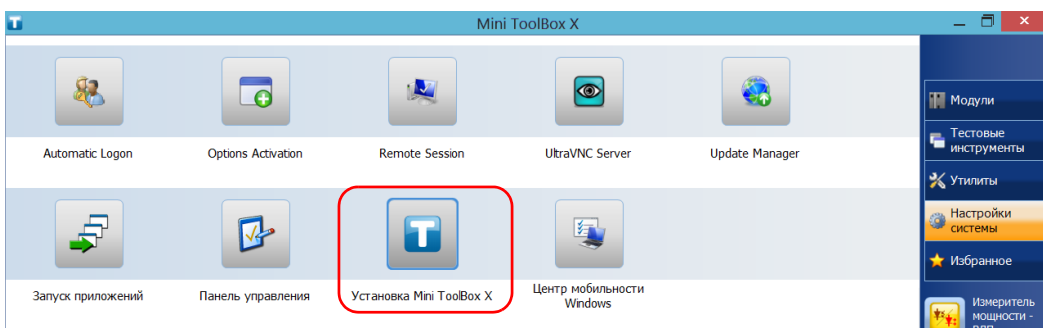 Mini ToolBox X
Automatic Logon
Options Activation
Remote Session
UltraVNC Server
Update Manager
Запуск приложений
Панель управления
Установка Mini ToolBox X
Центр мобильности
Windows
Модули
Тестовые
инструменты
Утилиты
Настройки
системы
Избранное
Измеритель
мощности -